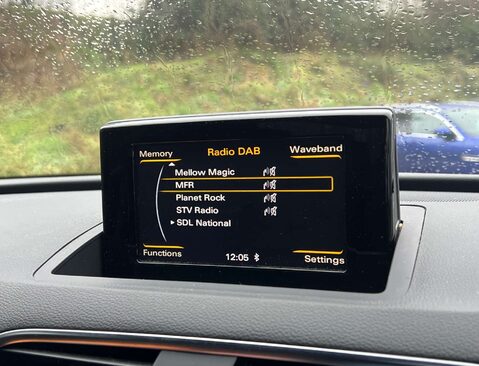 Memory Radio DAB Waveband
Mellow Magic
MFR
Planet Rock
STV Radio
SDL National
Functions 12:05 Settings